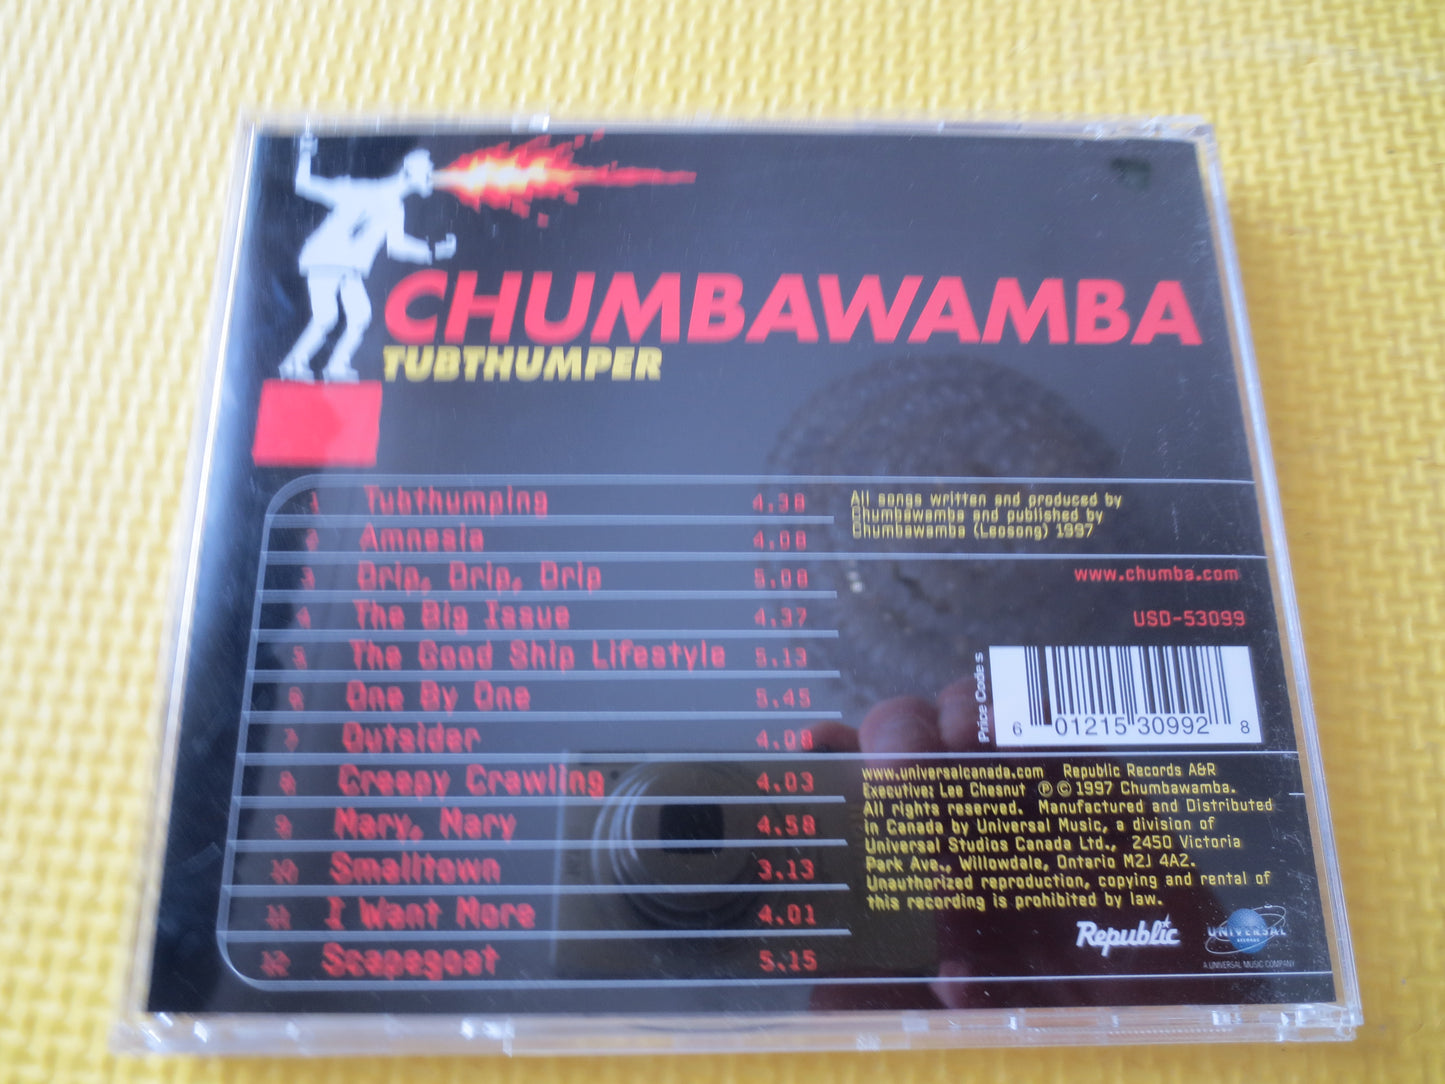 CHUMBAWAMBA
TUBTHUMPER
1 Tubthumping 4.38
2 Amnesia 4.08
3 Drip, Drip, Drip 5.08
4 The Big Issue 4.37
5 The Good Ship Lifestyle 5.13
6 One By One 5.45
7 Outsider 4.08
8 Creepy Crawling 4.03
9 Mary, Mary 4.58
10 Smalltown 3.13
11 I Want More 4.01
12 Scapegoat 5.15
All songs written and produced by
Chumbawamba and published by
Chumbawamba (Leosong) 1997
www.chumba.com
USD-53099
Price Code s
6 01215 30992 8
www.universalcanada.com Republic Records A&R
Executive: Lee Chesnut ℗ © 1997 Chumbawamba.
All rights reserved. Manufactured and Distributed
in Canada by Universal Music, a division of
Universal Studios Canada Ltd., 2450 Victoria
Park Ave., Willowdale, Ontario M2J 4A2.
Unauthorized reproduction, copying and rental of
this recording is prohibited by law.
Republic
UNIVERSAL
RECORDS
A UNIVERSAL MUSIC COMPANY